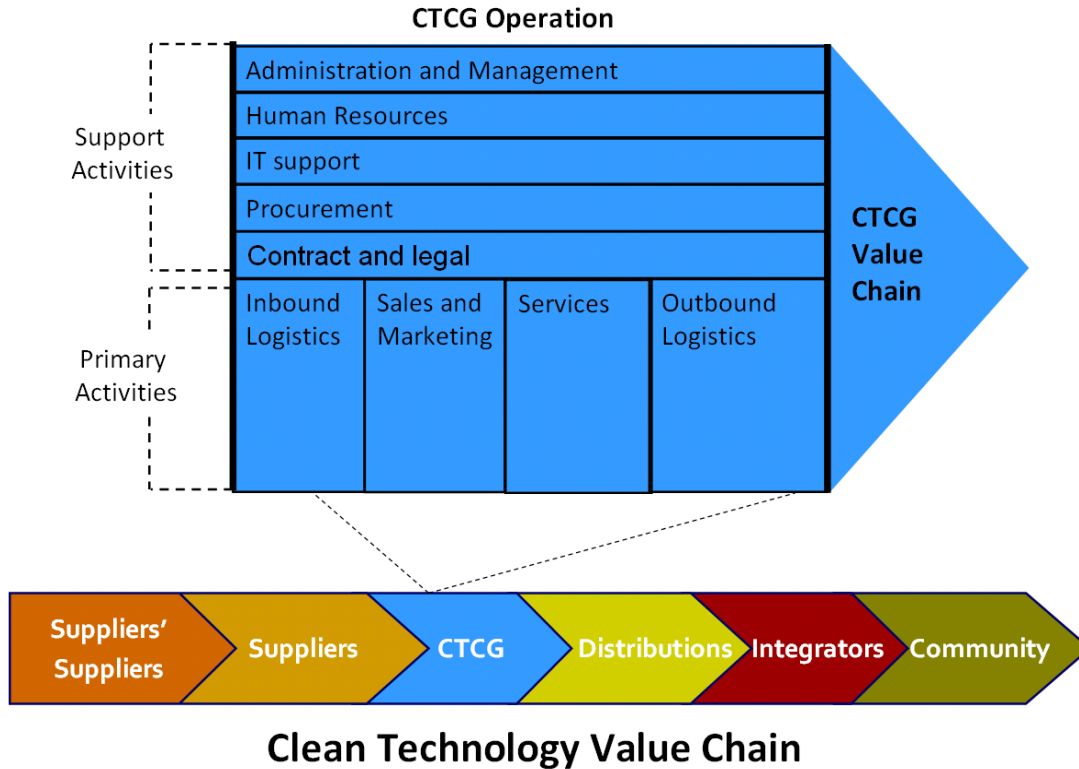 CTCG Operation
Support
Activities
Administration and Management
Human Resources
IT support
Procurement
Contract and legal
Primary
Activities
Inbound
Logistics
Sales and
Marketing
Services
Outbound
Logistics
CTCG
Value
Chain
Suppliers’
Suppliers
Suppliers
CTCG
Distributions
Integrators
Community
Clean Technology Value Chain